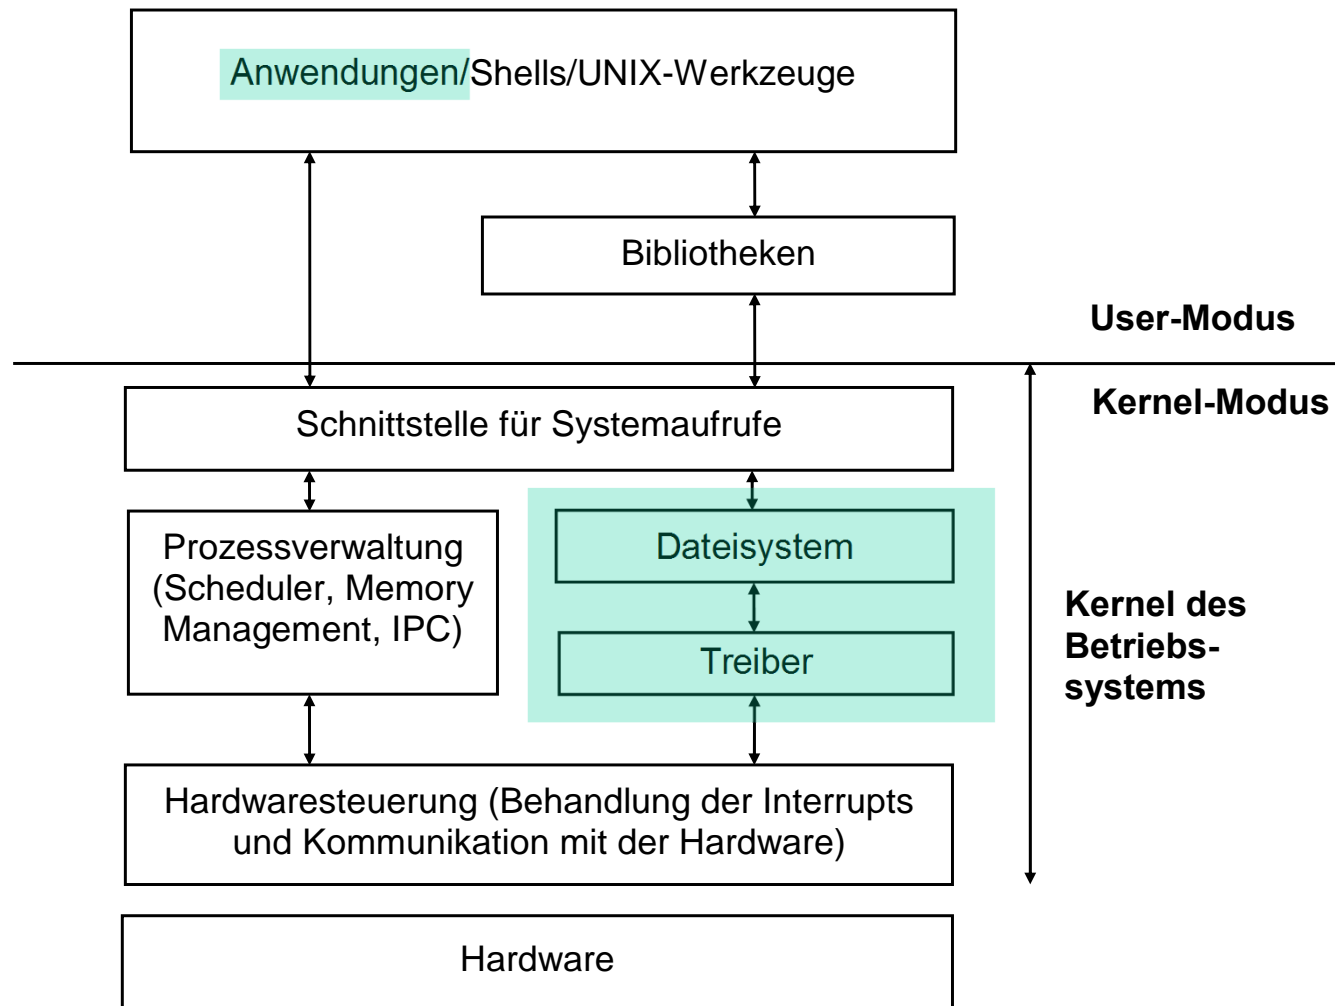 Anwendungen/Shells/UNIX-Werkzeuge
Bibliotheken
User-Modus
Kernel-Modus
Schnittstelle für Systemaufrufe
Prozessverwaltung
(Scheduler, Memory
Management, IPC)
Dateisystem
Treiber
Kernel des
Betriebs-
systems
Hardwaresteuerung (Behandlung der Interrupts
und Kommunikation mit der Hardware)
Hardware